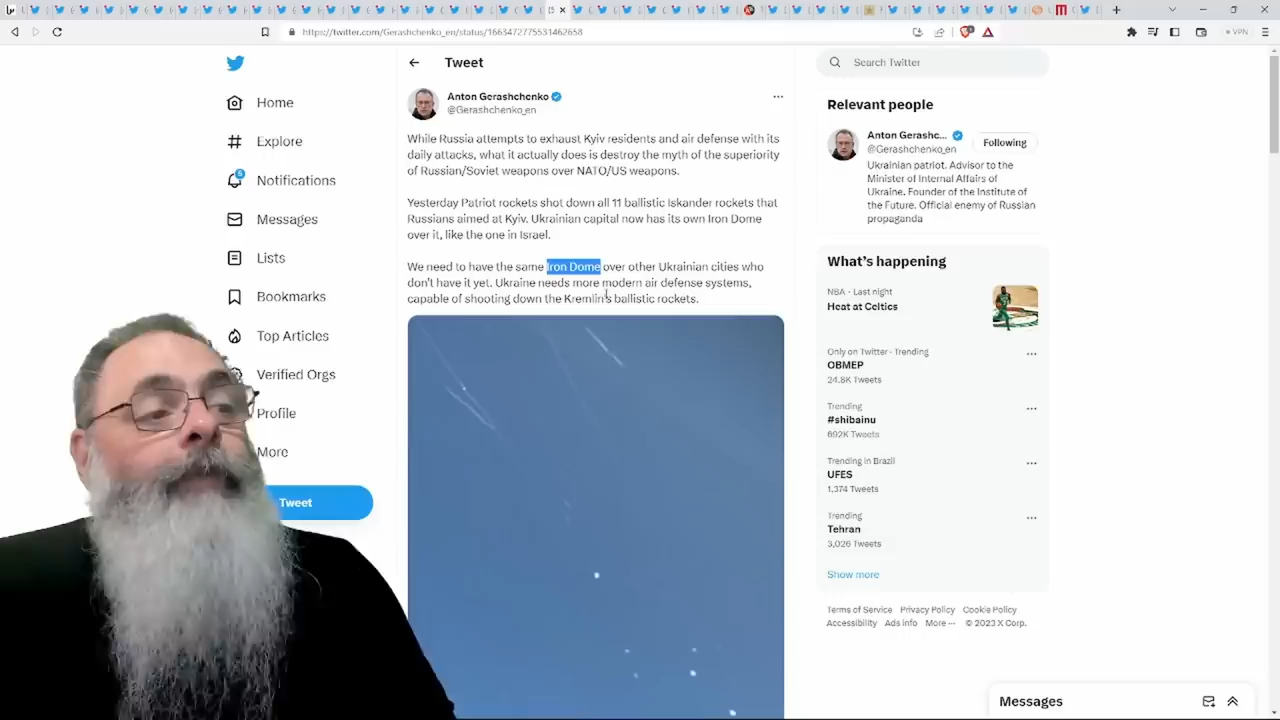 https://twitter.com/Gerashchenko_en/status/1663472775531462658
VPN
Home
Explore
6
Notifications
Messages
Lists
Bookmarks
Top Articles
Verified Orgs
Profile
More
Tweet
Tweet
Anton Gerashchenko
@Gerashchenko_en
While Russia attempts to exhaust Kyiv residents and air defense with its
daily attacks, what it actually does is destroy the myth of the superiority
of Russian/Soviet weapons over NATO/US weapons.
Yesterday Patriot rockets shot down all 11 ballistic Iskander rockets that
Russians aimed at Kyiv. Ukrainian capital now has its own Iron Dome
over it, like the one in Israel.
We need to have the same Iron Dome over other Ukrainian cities who
don't have it yet. Ukraine needs more modern air defense systems,
capable of shooting down the Kremlin's ballistic rockets.
Search Twitter
Relevant people
Anton Gerashc...
@Gerashchenko_en
Following
Ukrainian patriot. Advisor to the
Minister of Internal Affairs of
Ukraine. Founder of the Institute of
the Future. Official enemy of Russian
propaganda
What's happening
NBA · Last night
Heat at Celtics
Only on Twitter · Trending
OBMEP
24.8K Tweets
Trending
#shibainu
692K Tweets
Trending in Brazil
UFES
1,374 Tweets
Trending
Tehran
3,026 Tweets
Show more
Terms of Service Privacy Policy Cookie Policy
Accessibility Ads info More ··· © 2023 X Corp.
Messages